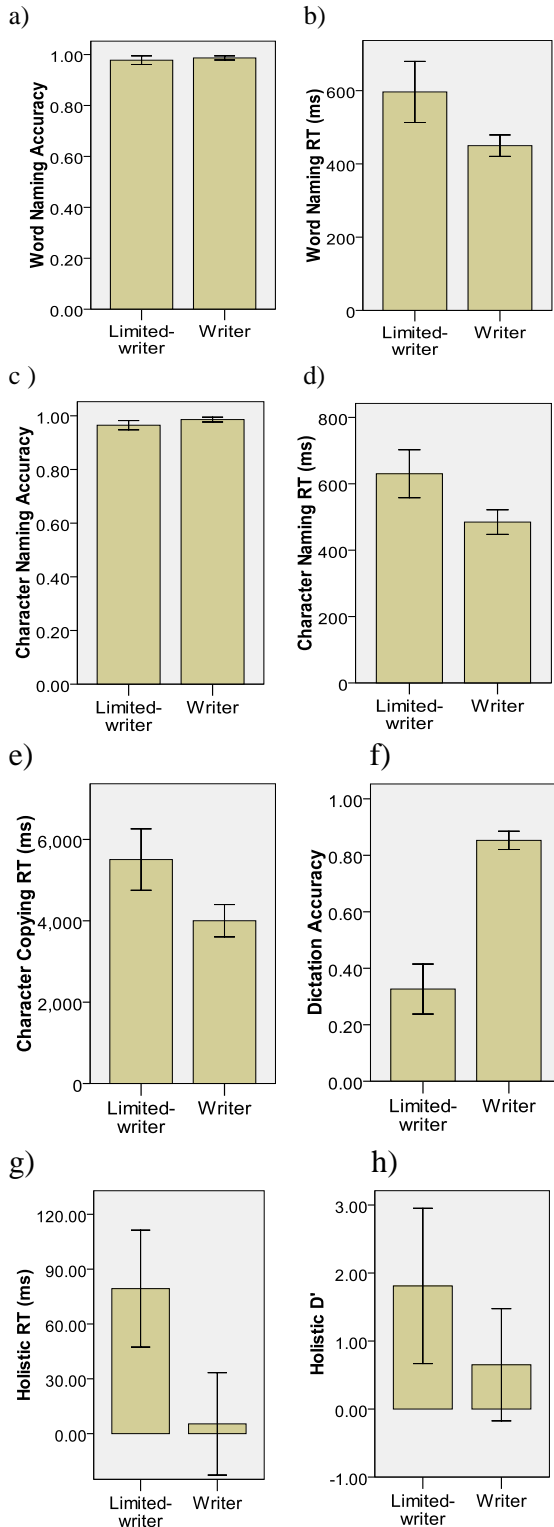 a)
Word Naming Accuracy
1.00
0.80
0.60
0.40
0.20
0.00
Limited-
writer
Writer
b)
Word Naming RT (ms)
600
400
200
0
Limited-
writer
Writer
c )
Character Naming Accuracy
1.00
0.80
0.60
0.40
0.20
0.00
Limited-
writer
Writer
d)
Character Naming RT (ms)
800
600
400
200
0
Limited-
writer
Writer
e)
Character Copying RT (ms)
6,000
4,000
2,000
0
Limited-
writer
Writer
f)
Dictation Accuracy
1.00
0.80
0.60
0.40
0.20
0.00
Limited-
writer
Writer
g)
Holistic RT (ms)
120.00
90.00
60.00
30.00
0.00
Limited-
writer
Writer
h)
Holistic D'
3.00
2.00
1.00
0.00
-1.00
Limited-
writer
Writer